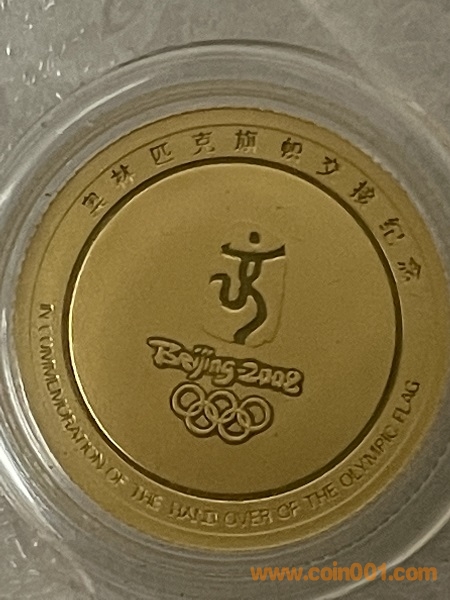 奥林匹克旗帜交接纪念
Beijing 2008
IN COMMEMORATION OF THE HAND OVER OF THE OLYMPIC FLAG
www.coin001.com